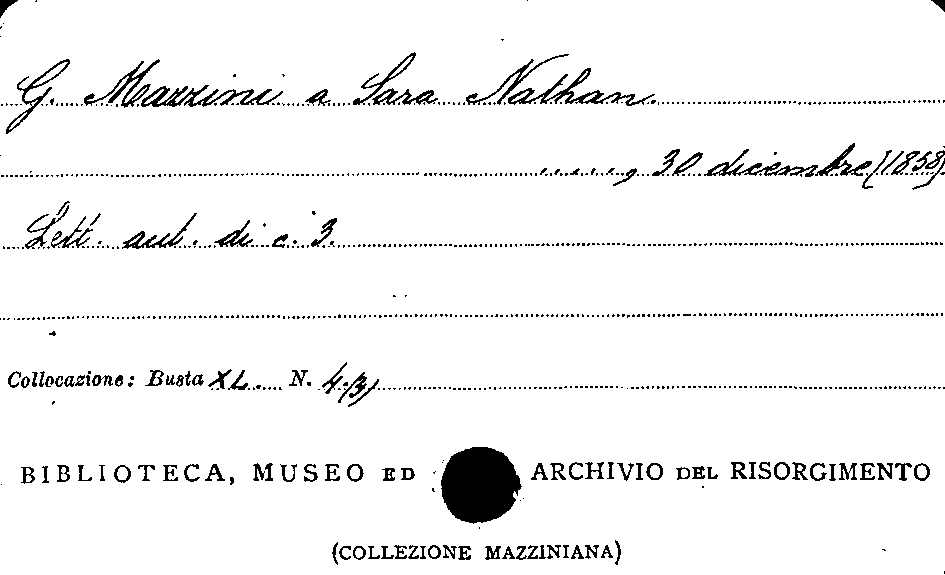 G. Mazzini a Sara Nathan.
....., 30 dicembre [1858]
Lett. aut. di c. 3.
Collocazione: Busta XL. N. 4(3)
BIBLIOTECA, MUSEO ED ARCHIVIO DEL RISORGIMENTO
(COLLEZIONE MAZZINIANA)